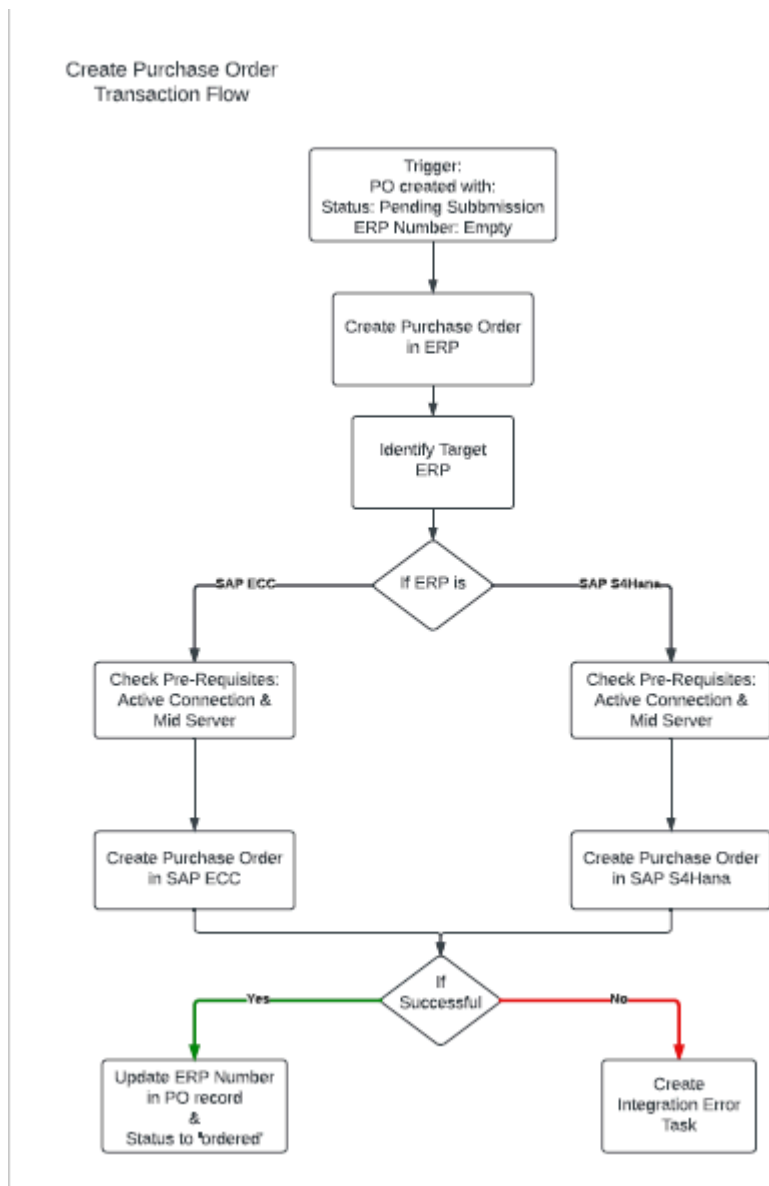 Create Purchase Order
Transaction Flow
Trigger:
PO created with:
Status: Pending Subbmission
ERP Number: Empty
Create Purchase Order
in ERP
Identify Target
ERP
If ERP is
SAP ECC
SAP S4Hana
Check Pre-Requisites:
Active Connection &
Mid Server
Check Pre-Requisites:
Active Connection &
Mid Server
Create Purchase Order
in SAP ECC
Create Purchase Order
in SAP S4Hana
If
Successful
Yes
No
Update ERP Number
in PO record
&
Status to "ordered'
Create
Integration Error
Task